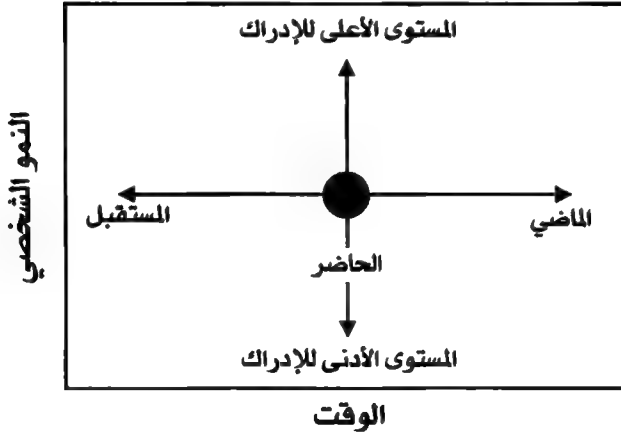 المستوى الأعلى للإدراك
النمو الشخصي
الماضي
المستقبل
الحاضر
المستوى الأدنى للإدراك
الوقت